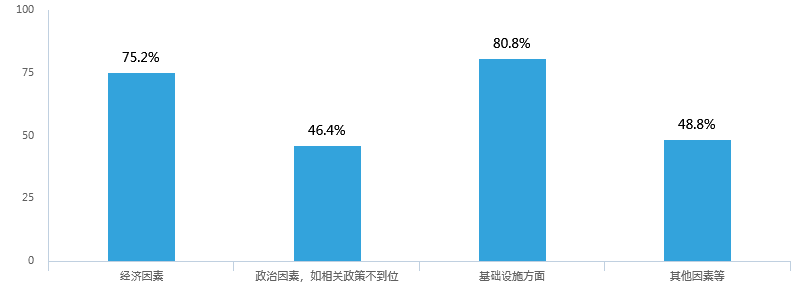 100
75
50
25
0
75.2%
46.4%
80.8%
48.8%
经济因素
政治因素，如相关政策不到位
基础设施方面
其他因素等